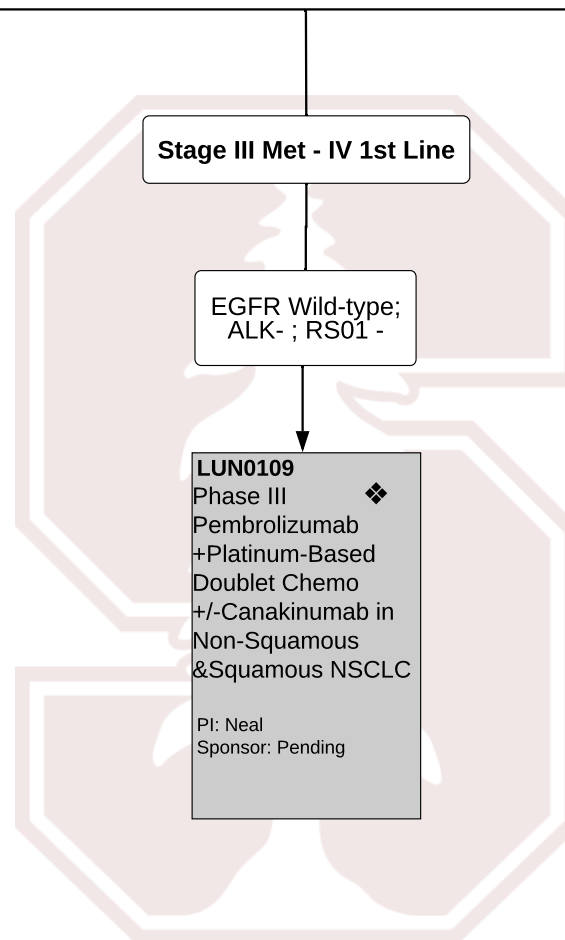 Stage III Met - IV 1st Line
EGFR Wild-type;
ALK- ; RS01 -
LUN0109
Phase III ❖
Pembrolizumab
+Platinum-Based
Doublet Chemo
+/-Canakinumab in
Non-Squamous
&Squamous NSCLC
PI: Neal
Sponsor: Pending